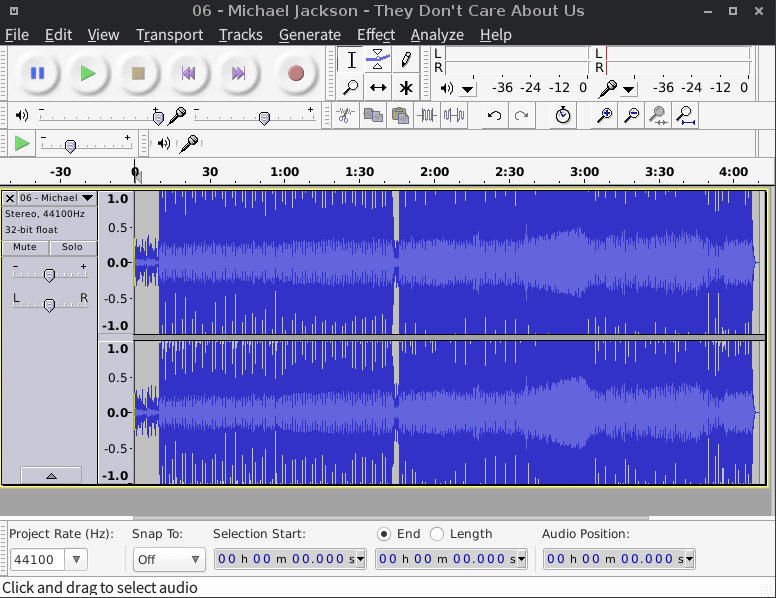 06 - Michael Jackson - They Don't Care About Us
File Edit View Transport Tracks Generate Effect Analyze Help
L
R
L
R
-36 -24 -12 0
-36 -24 -12 0
- +
- +
- +
-30 0 30 1:00 1:30 2:00 2:30 3:00 3:30 4:00
06 - Michael
Stereo, 44100Hz
32-bit float
Mute Solo
- +
L R
1.0
0.5-
0.0-
-0.5-
-1.0
1.0
0.5-
0.0-
-0.5-
-1.0
Project Rate (Hz): Snap To: Selection Start: End Length Audio Position:
44100 Off 00 h 00 m 00.000 s 00 h 00 m 00.000 s 00 h 00 m 00.000 s
Click and drag to select audio